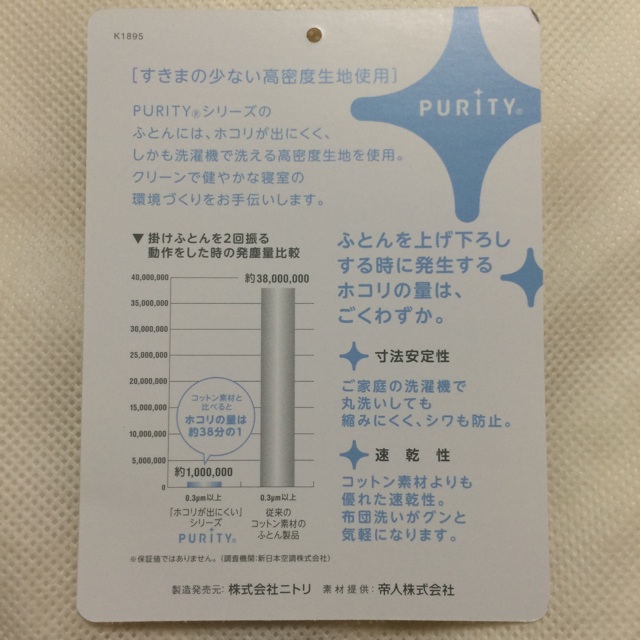 K1895
[すきまの少ない高密度生地使用]
PURITY®
PURITY®シリーズの
ふとんには、ホコリが出にくく、
しかも洗濯機で洗える高密度生地を使用。
クリーンで健やかな寝室の
環境づくりをお手伝いします。
▼掛けふとんを2回振る
動作をした時の発塵量比較
40,000,000
35,000,000
30,000,000
25,000,000
20,000,000
15,000,000
10,000,000
5,000,000
0
約38,000,000
コットン素材と
比べると
ホコリの量は
約38分の1
約1,000,000
0.3μm以上
「ホコリが出にくい」
シリーズ
PURITY®
0.3μm以上
従来の
コットン素材の
ふとん製品
※保証値ではありません。(調査機関:新日本空調株式会社)
ふとんを上げ下ろし
する時に発生する
ホコリの量は、
ごくわずか。
寸法安定性
ご家庭の洗濯機で
丸洗いしても
縮みにくく、シワも防止。
速乾性
コットン素材よりも
優れた速乾性。
布団洗いがグンと
気軽になります。
製造発売元:株式会社ニトリ 素材提供:帝人株式会社